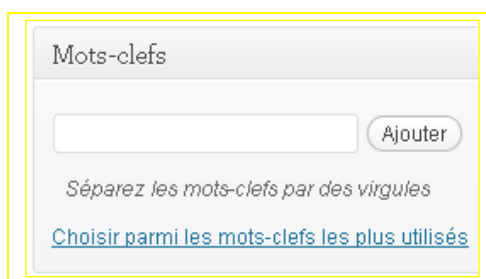 Mots-clefs
Ajouter
Séparez les mots-clefs par des virgules
Choisir parmi les mots-clefs les plus utilisés